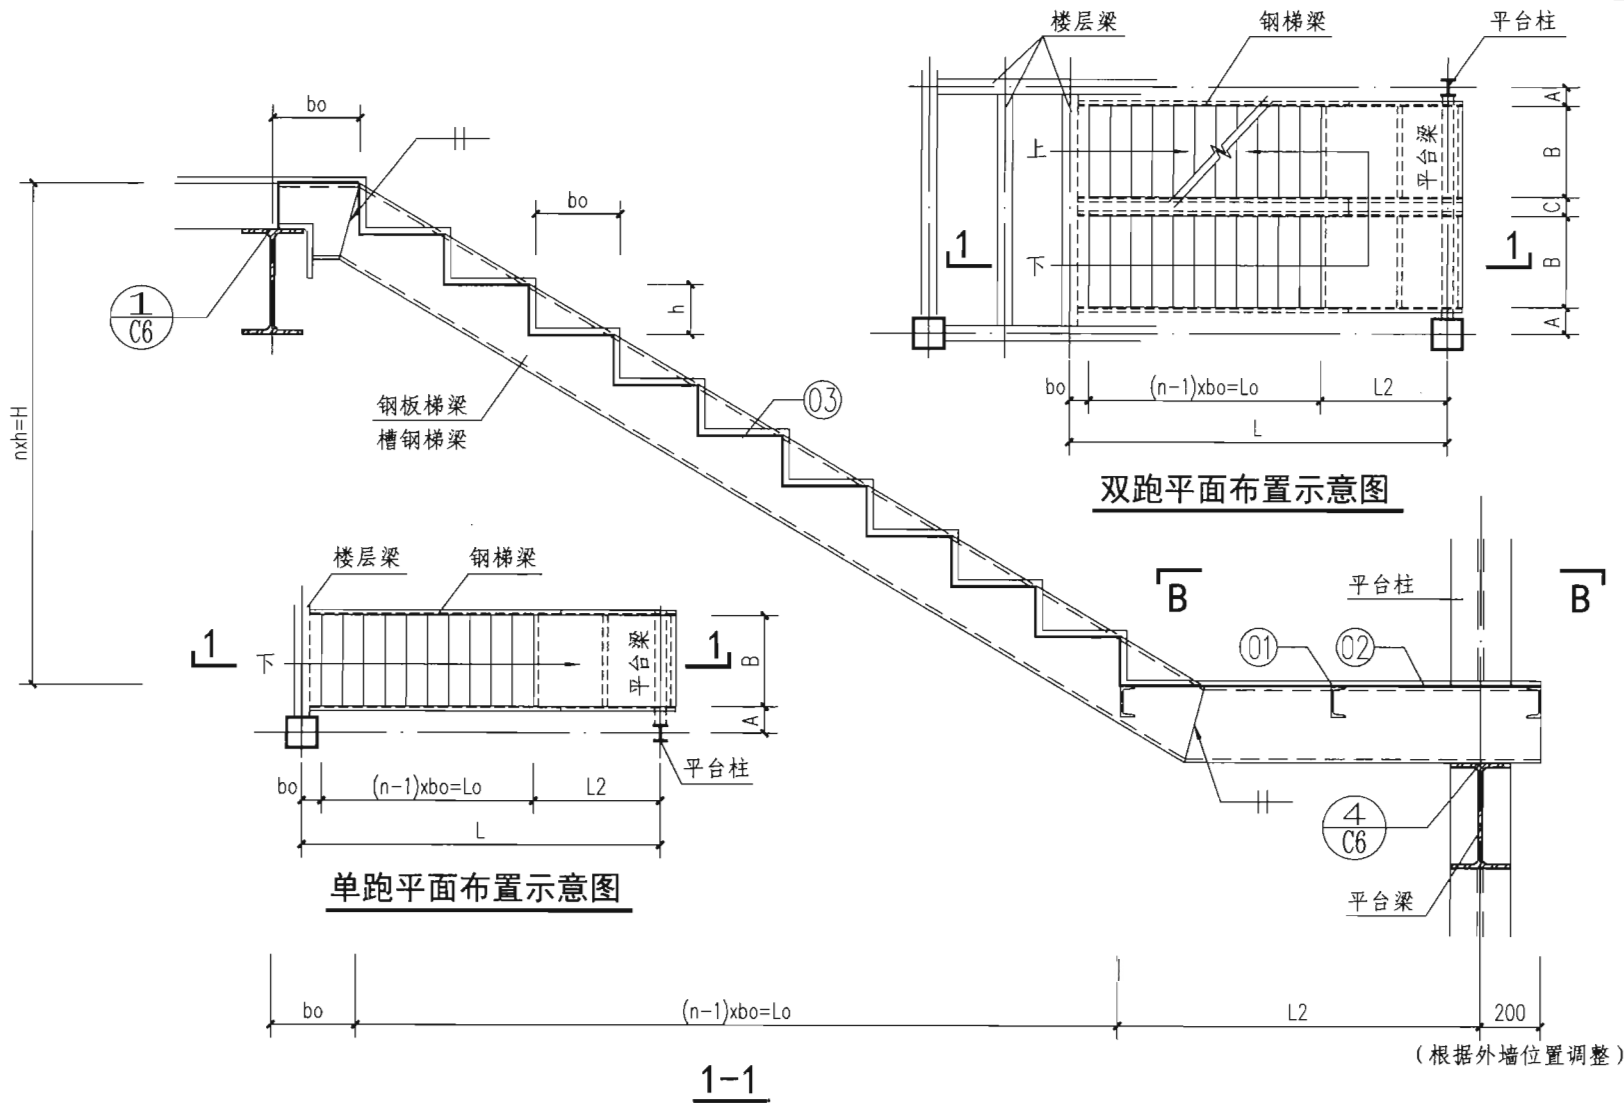 楼层梁
钢梯梁
平台柱
bo
A
上
平台梁
B
C
1
下
1
B
A
bo
h
1
C6
nxh=H
钢板梯梁
槽钢梯梁
03
bo
(n-1)xbo=Lo
L2
L
双跑平面布置示意图
楼层梁
钢梯梁
1
下
平台梁
1
B
A
平台柱
bo
(n-1)xbo=Lo
L2
L
单跑平面布置示意图
B
平台柱
B
01
02
4
C6
平台梁
bo
(n-1)xbo=Lo
L2
200
(根据外墙位置调整)
1-1